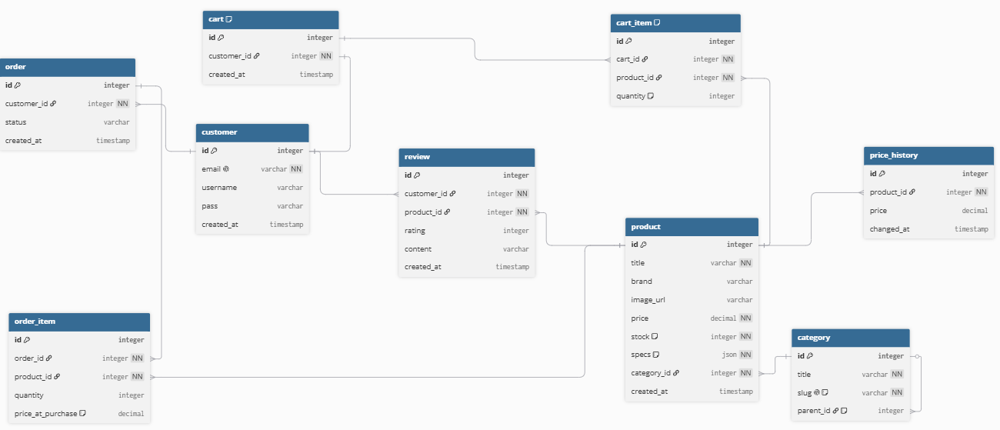 cart
id integer
customer_id integer NN
created_at timestamp
cart_item
id integer
cart_id integer NN
product_id integer NN
quantity integer
order
id integer
customer_id integer NN
status varchar
created_at timestamp
customer
id integer
email varchar NN
username varchar
pass varchar
created_at timestamp
review
id integer
customer_id integer NN
product_id integer NN
rating integer
content varchar
created_at timestamp
price_history
id integer
product_id integer NN
price decimal
changed_at timestamp
product
id integer
title varchar NN
brand varchar
image_url varchar
price decimal NN
stock integer NN
specs json NN
category_id integer NN
created_at timestamp
order_item
id integer
order_id integer NN
product_id integer NN
quantity integer
price_at_purchase decimal
category
id integer
title varchar NN
slug varchar NN
parent_id integer